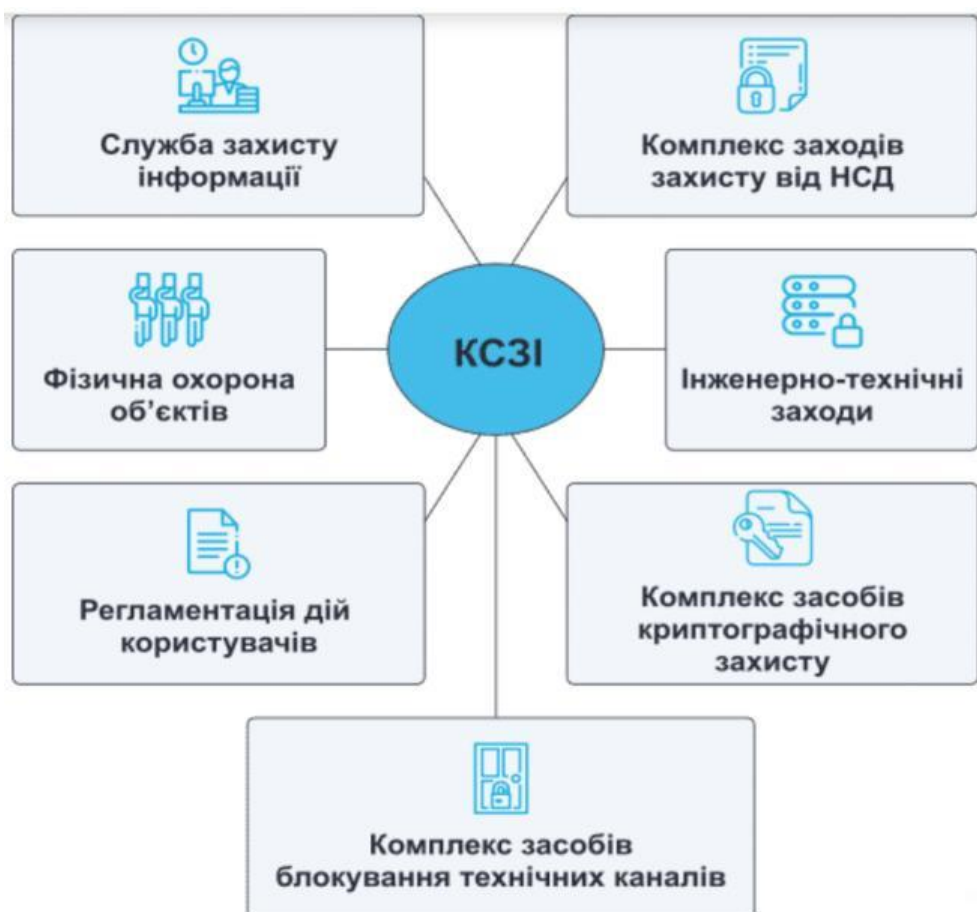 Служба захисту
інформації
Комплекс заходів
захисту від НСД
КСЗІ
Фізична охорона
об’єктів
Інженерно-технічні
заходи
Регламентація дій
користувачів
Комплекс засобів
криптографічного
захисту
Комплекс засобів
блокування технічних каналів